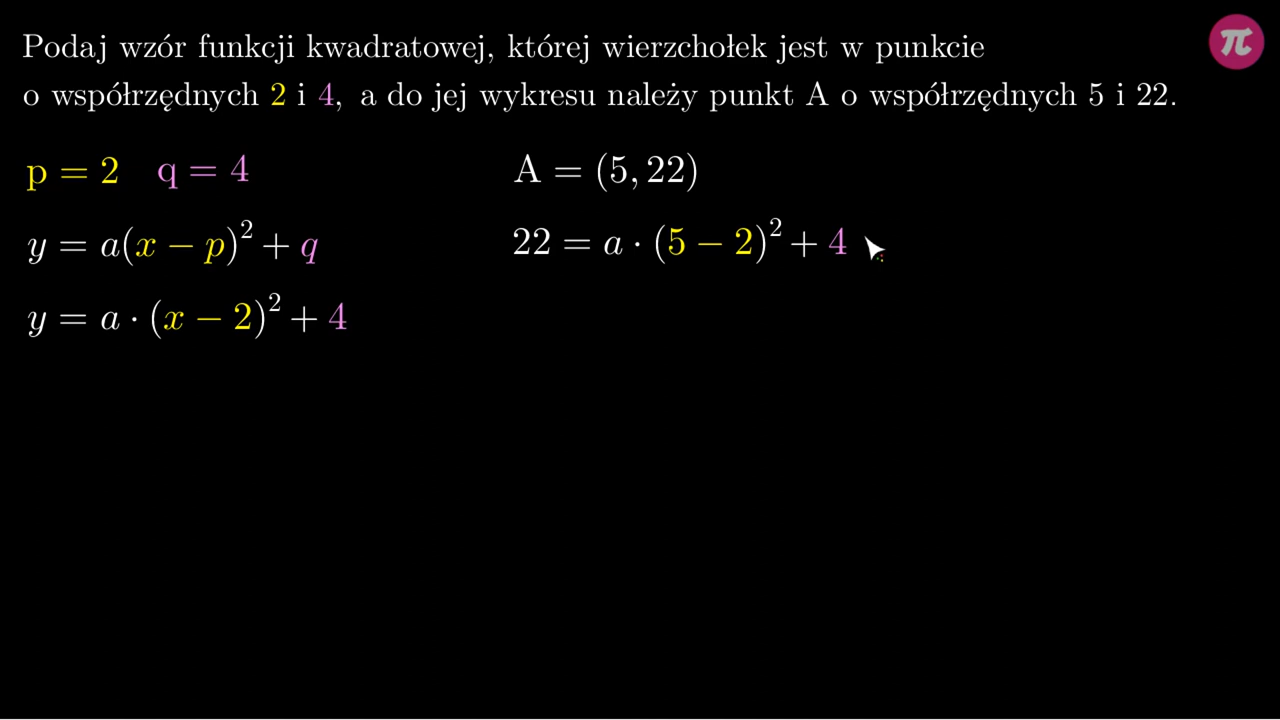 Podaj wzór funkcji kwadratowej, której wierzchołek jest w punkcie
o współrzędnych 2 i 4, a do jej wykresu należy punkt A o współrzędnych 5 i 22.
p = 2 q = 4
y = a(x − p)² + q
y = a · (x − 2)² + 4
A = (5, 22)
22 = a · (5 − 2)² + 4
π